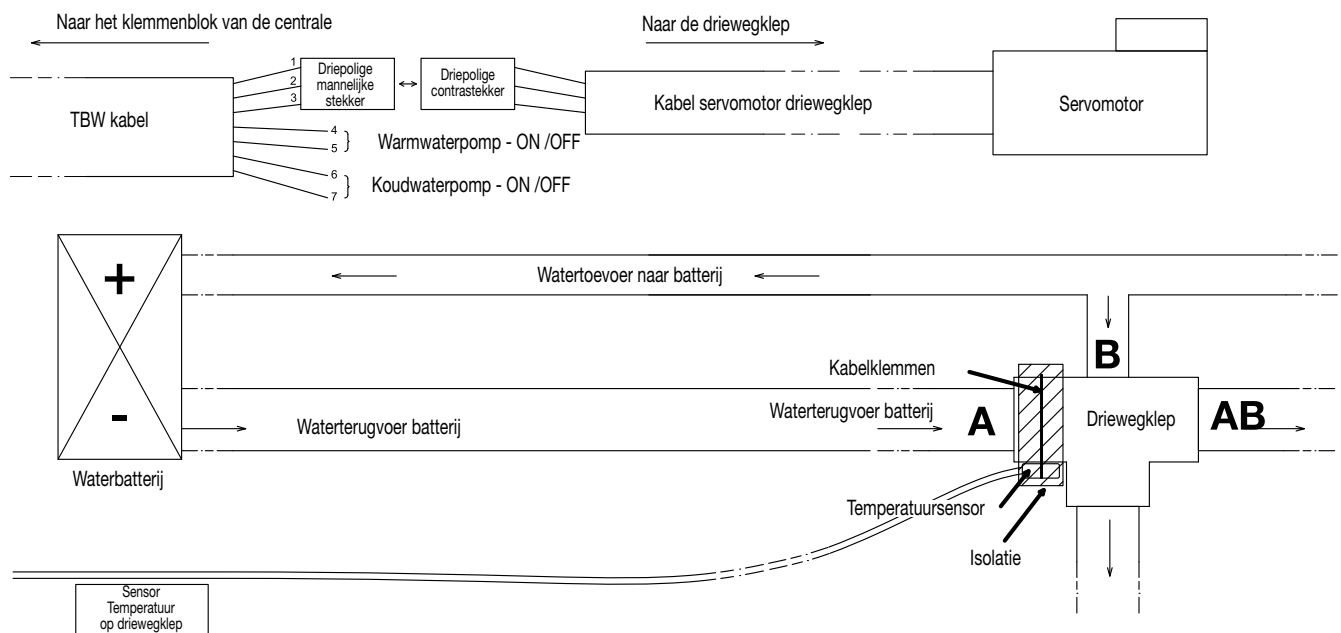 Naar het klemmenblok van de centrale
Naar de driewegklep
1
2
3
Driepolige
mannelijke
stekker
Driepolige
contrastekker
TBW kabel
Kabel servomotor driewegklep
Servomotor
4
5
Warmwaterpomp - ON /OFF
6
7
Koudwaterpomp - ON /OFF
+
-
Watertoevoer naar batterij
B
Kabelklemmen
Waterterugvoer batterij
Waterterugvoer batterij
A
Driewegklep
AB
Waterbatterij
Temperatuursensor
Isolatie
Sensor
Temperatuur
op driewegklep